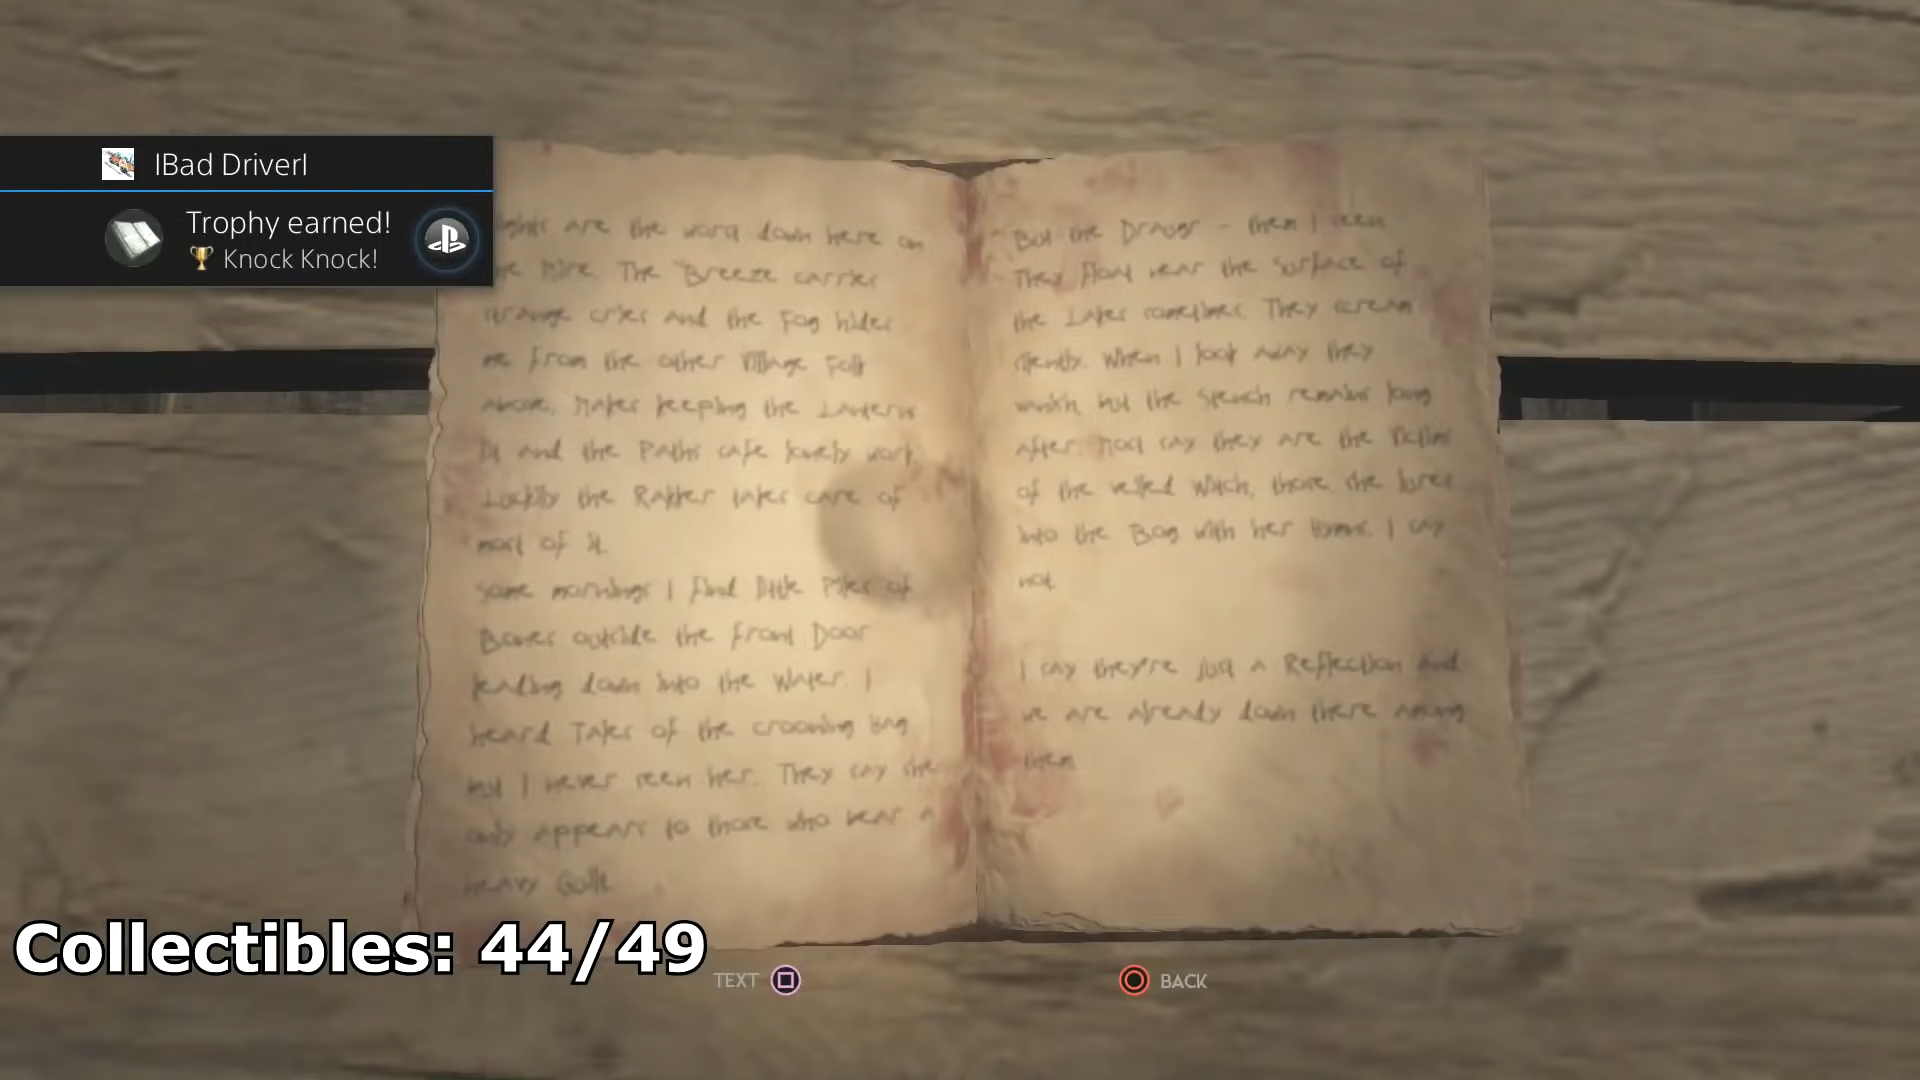 IBad Driverl
Trophy earned!
Knock Knock!
ights are the worst down here on
he Mire. The Breeze carries
strange cries and the Fog hides
me from the other Village Folk
above. Makes keeping the Lanterns
lit and the Paths safe lonely work.
Luckily the Rafter takes care of
most of it.
Some mornings I find little Piles of
Bones outside the Front Door
leading down into the Water. I
heard Tales of the crooning Hag
but I never seen her. They say she
only appears to those who bear a
heavy Guilt
But the Draugr - them I seen
They float near the surface of
the Lakes sometimes. They scream
silently. When I look away they
vanish, but the Stench remains long
after. Most say they are the Victims
of the veiled Witch, those she lures
into the Bog with her Hymns. I say
not
I say they're just a Reflection And
we are already down there among
them
Collectibles: 44/49
TEXT
BACK